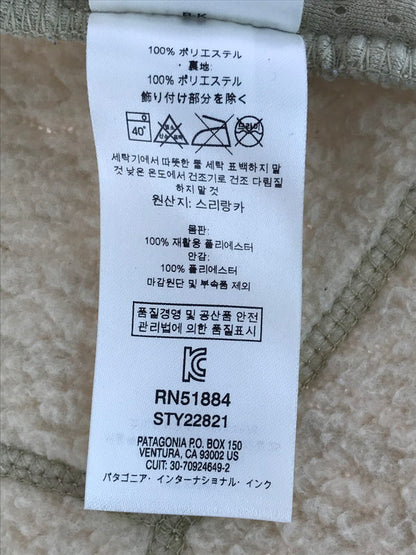 100% ポリエステル
・裏地:
100% ポリエステル
飾り付け部分を除く
40°
세탁기에서 따뜻한 물 세탁 표백하지 말
것 낮은 온도에서 건조기로 건조 다림질
하지 말 것
원산지: 스리랑카
몸판:
100% 재활용 폴리에스터
안감:
100% 폴리에스터
마감원단 및 부속품 제외
품질경영 및 공산품 안전
관리법에 의한 품질표시
RN51884
STY22821
PATAGONIA P.O. BOX 150
VENTURA, CA 93002 US
CUIT: 30-70924649-2
パタゴニア・インターナショナル・インク